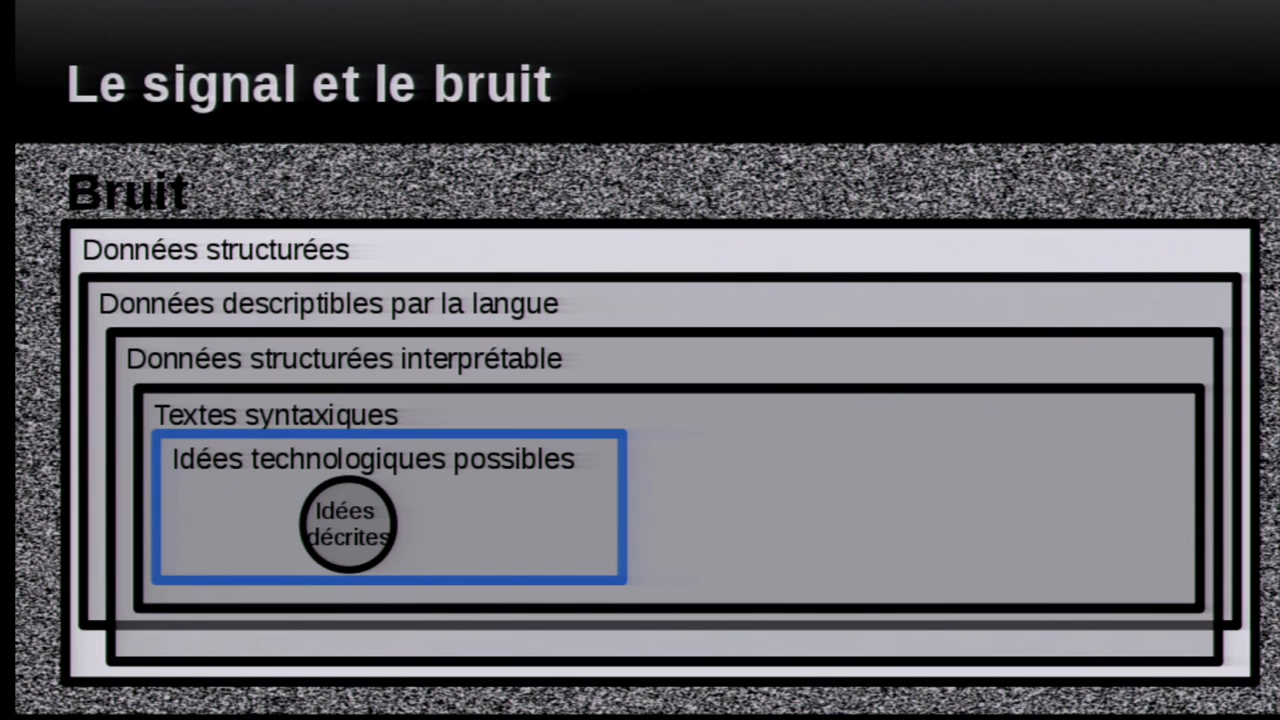 Le signal et le bruit
Bruit
Données structurées
Données descriptibles par la langue
Données structurées interprétable
Textes syntaxiques
Idées technologiques possibles
Idées
décrites